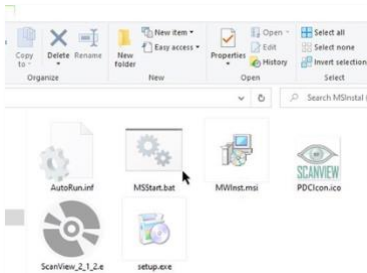 New item
Easy access
Open
Edit
History
Select all
Select none
Invert selection
Copy
to
Delete
Rename
New
folder
Properties
Organize
New
Open
Select
Search MSInstal
AutoRun.inf
MSStart.bat
MWInst.msi
SCANVIEW
PDCIcon.ico
ScanView_2_1_2.e
setup.exe